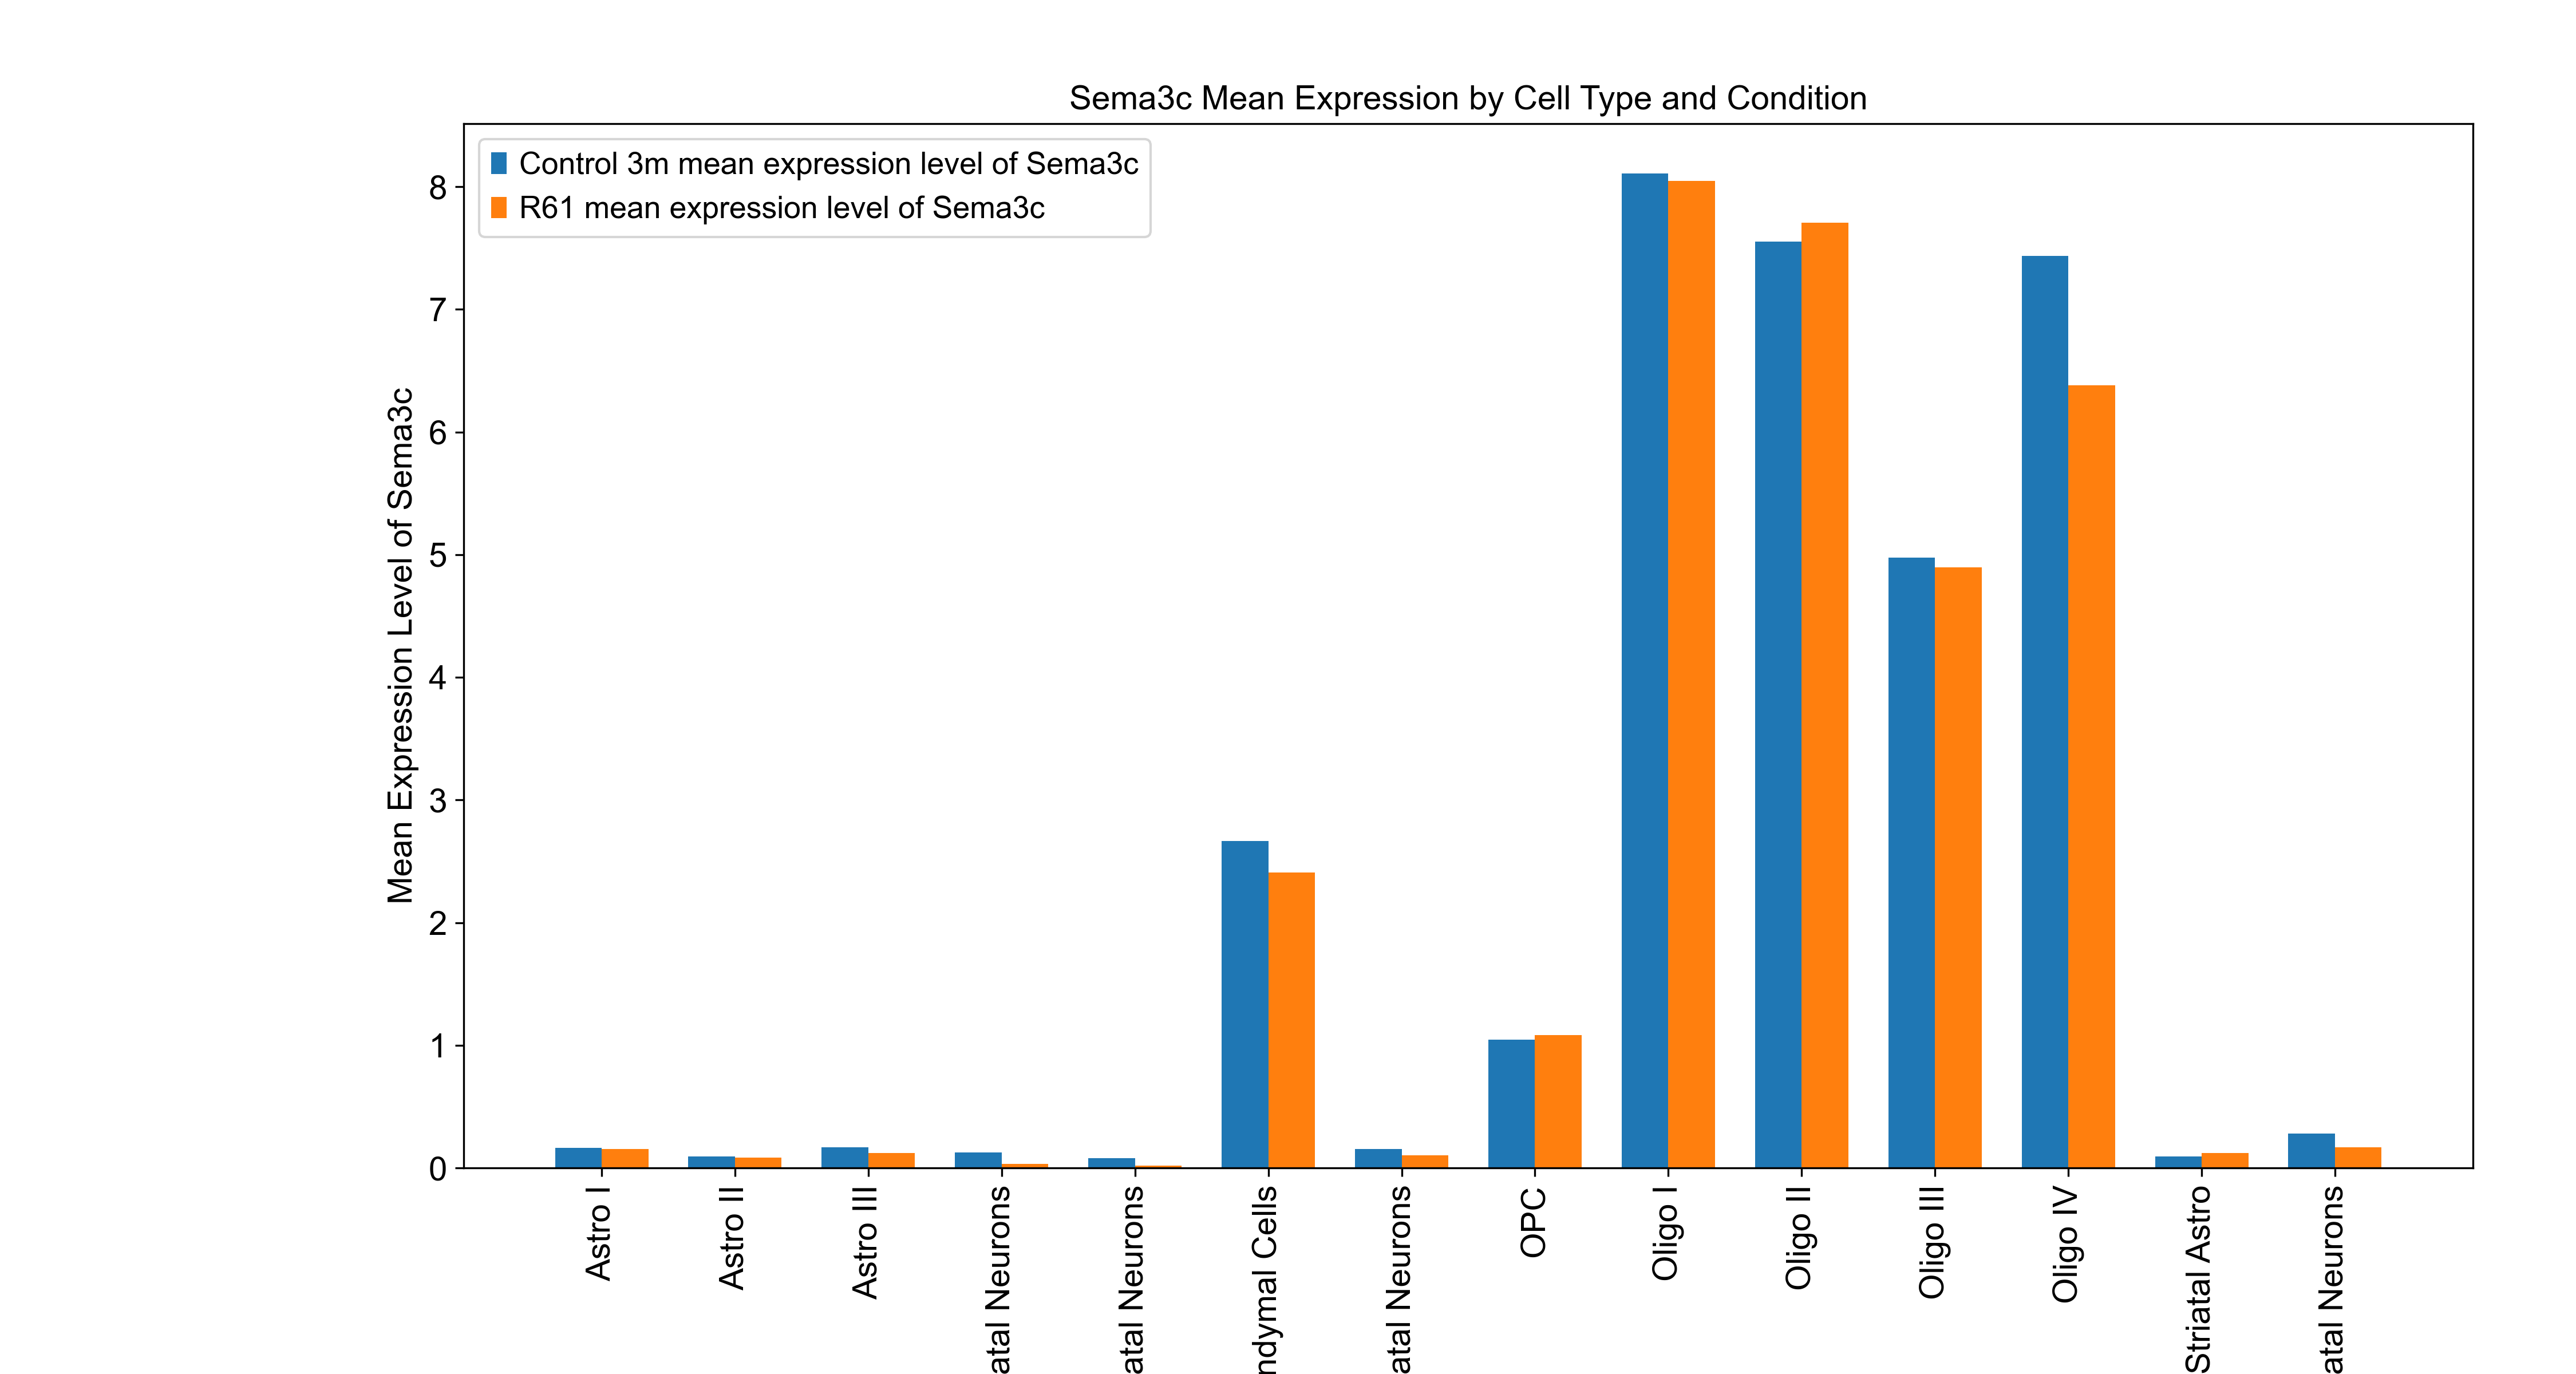 Sema3c Mean Expression by Cell Type and Condition
Control 3m mean expression level of Sema3c
R61 mean expression level of Sema3c
Mean Expression Level of Sema3c
8
7
6
5
4
3
2
1
0
Astro I
Astro II
Astro III
atal Neurons
atal Neurons
ndymal Cells
atal Neurons
OPC
Oligo I
Oligo II
Oligo III
Oligo IV
Striatal Astro
atal Neurons